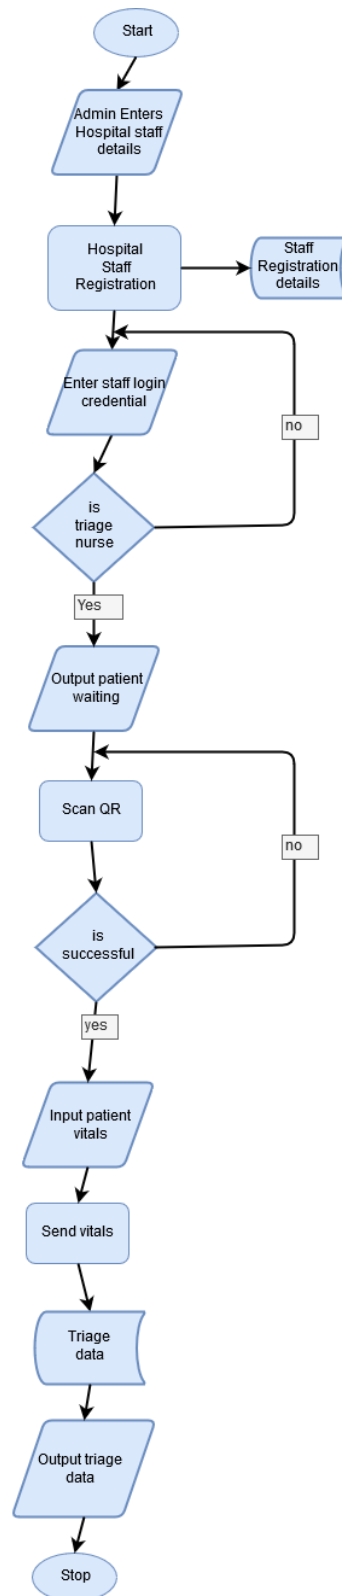 Start
Admin Enters
Hospital staff
details
Hospital
Staff
Registration
Staff
Registration
details
Enter staff login
credential
no
is
triage
nurse
Yes
Output patient
waiting
Scan QR
no
is
successful
yes
Input patient
vitals
Send vitals
Triage
data
Output triage
data
Stop